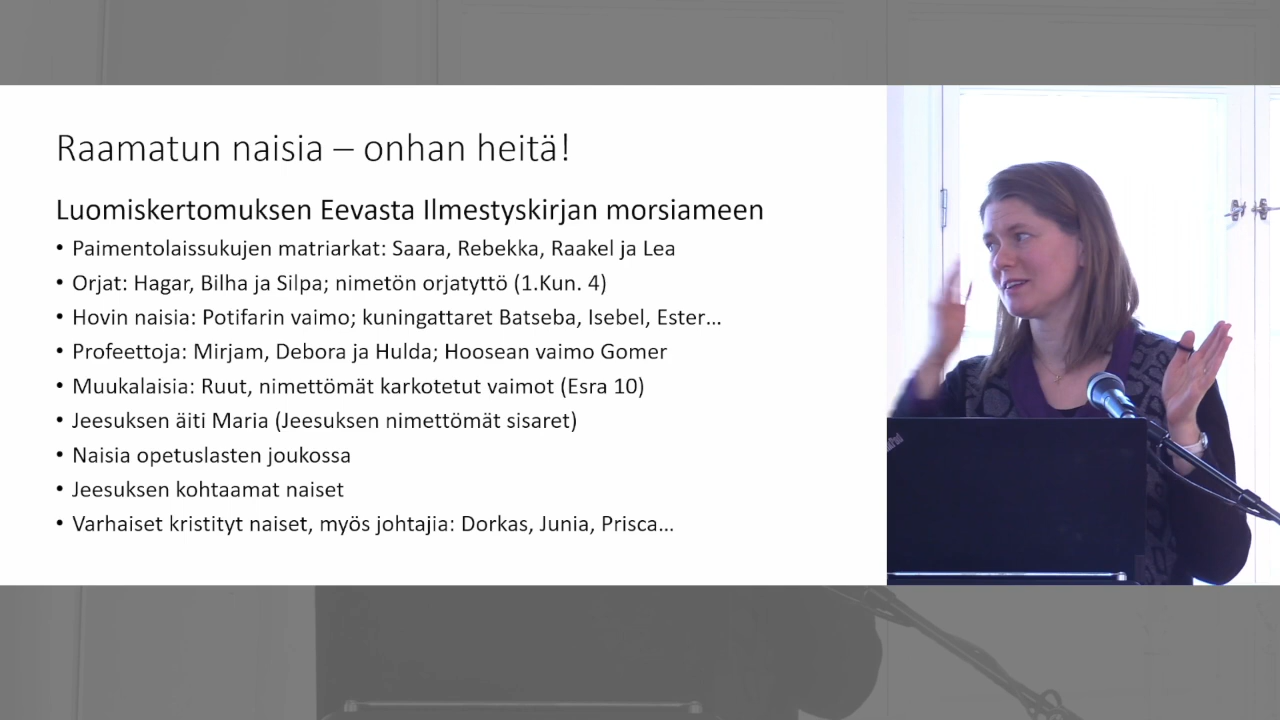 Raamatun naisia – onhan heitä!
Luomiskertomuksen Eevasta Ilmestyskirjan morsiameen
• Paimentolaissukujen matriarkat: Saara, Rebekka, Raakel ja Lea
• Orjat: Hagar, Bilha ja Silpa; nimetön orjatyttö (1.Kun. 4)
• Hovin naisia: Potifarin vaimo; kuningattaret Batseba, Isebel, Ester…
• Profeettoja: Mirjam, Debora ja Hulda; Hoosean vaimo Gomer
• Muukalaisia: Ruut, nimettömät karkotetut vaimot (Esra 10)
• Jeesuksen äiti Maria (Jeesuksen nimettömät sisaret)
• Naisia opetuslasten joukossa
• Jeesuksen kohtaamat naiset
• Varhaiset kristityt naiset, myös johtajia: Dorkas, Junia, Prisca…